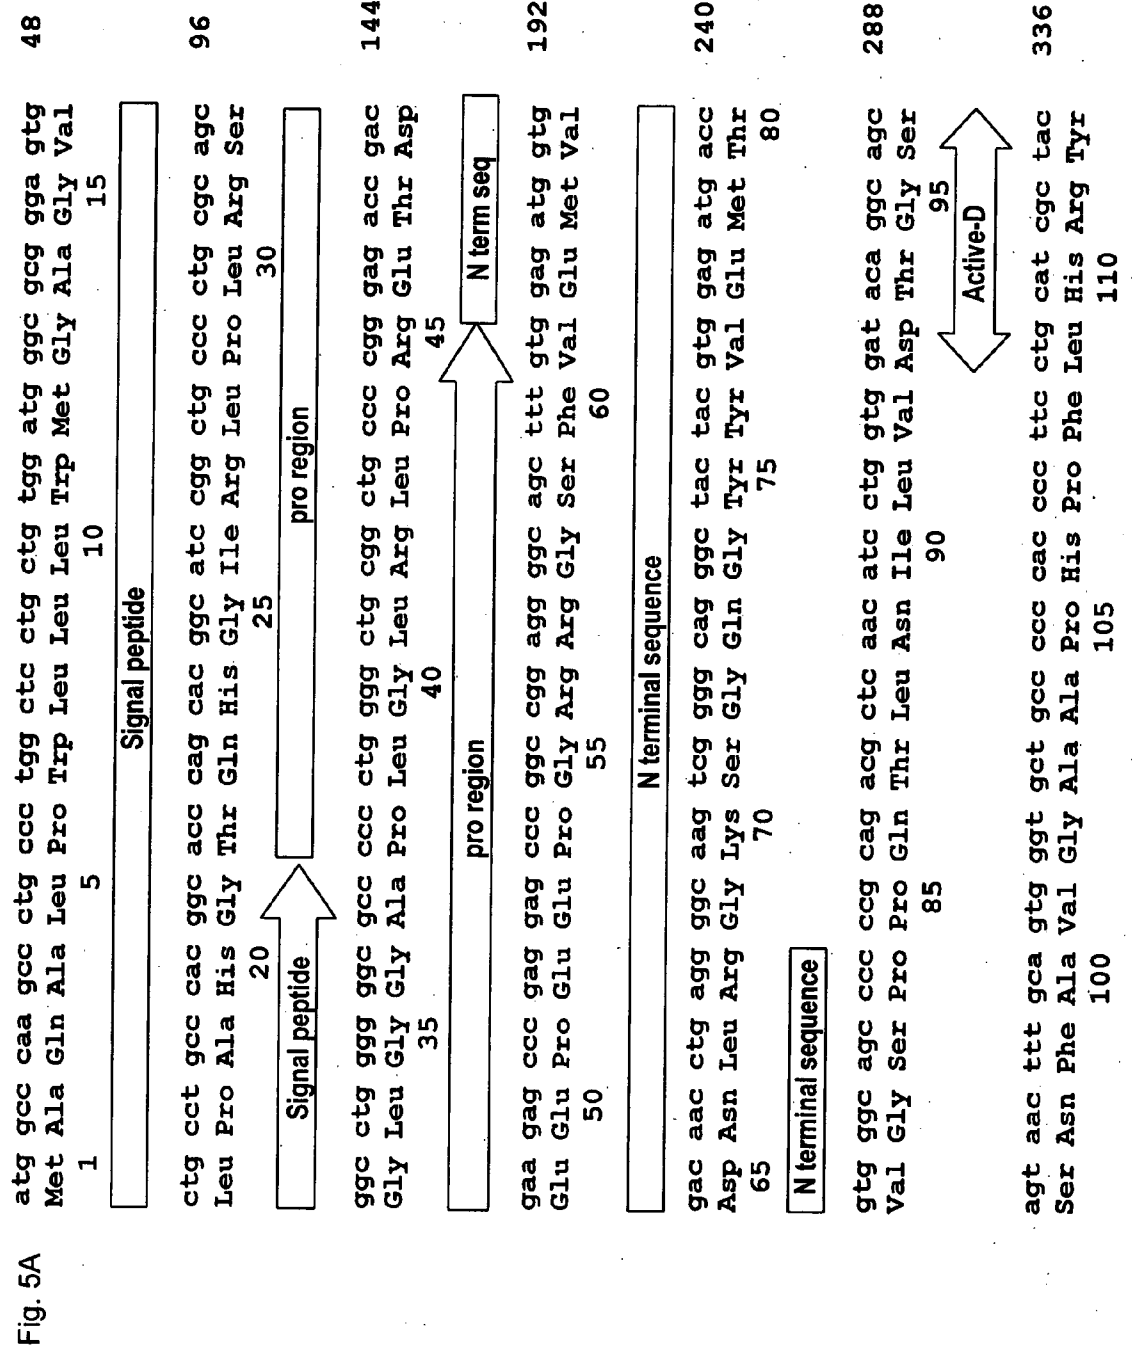 Fig. 5A
atg gcc caa gcc ctg ccc tgg ctc ctg ctg tgg atg ggc gcg gga gtg 48
Met Ala Gln Ala Leu Pro Trp Leu Leu Leu Trp Met Gly Ala Gly Val
1 5 10 15
Signal peptide
ctg cct gcc cac ggc acc cag cac ggc atc cgg ctg ccc ctg cgc agc 96
Leu Pro Ala His Gly Thr Gln His Gly Ile Arg Leu Pro Leu Arg Ser
20 25 30
Signal peptide pro region
ggc ctg ggg ggc gcc ccc ctg ggg ctg cgg ctg ccc cgg gag acc gac 144
Gly Leu Gly Gly Ala Pro Leu Gly Leu Arg Leu Pro Arg Glu Thr Asp
35 40 45
pro region N term seq
gaa gag ccc gag gag ccc ggc cgg agg ggc agc ttt gtg gag atg gtg 192
Glu Glu Pro Glu Glu Pro Gly Arg Arg Gly Ser Phe Val Glu Met Val
50 55 60
N terminal sequence
gac aac ctg agg ggc aag tcg ggg cag ggc tac tac gtg gag atg acc 240
Asp Asn Leu Arg Gly Lys Ser Gly Gln Gly Tyr Tyr Val Glu Met Thr
65 70 75 80
N terminal sequence
gtg ggc agc ccc ccg cag acg ctc aac atc ctg gtg gat aca ggc agc 288
Val Gly Ser Pro Pro Gln Thr Leu Asn Ile Leu Val Asp Thr Gly Ser
85 90 95
Active-D
agt aac ttt gca gtg ggt gct gcc ccc cac ccc ttc ctg cat cgc tac 336
Ser Asn Phe Ala Val Gly Ala Ala Pro His Pro Phe Leu His Arg Tyr
100 105 110